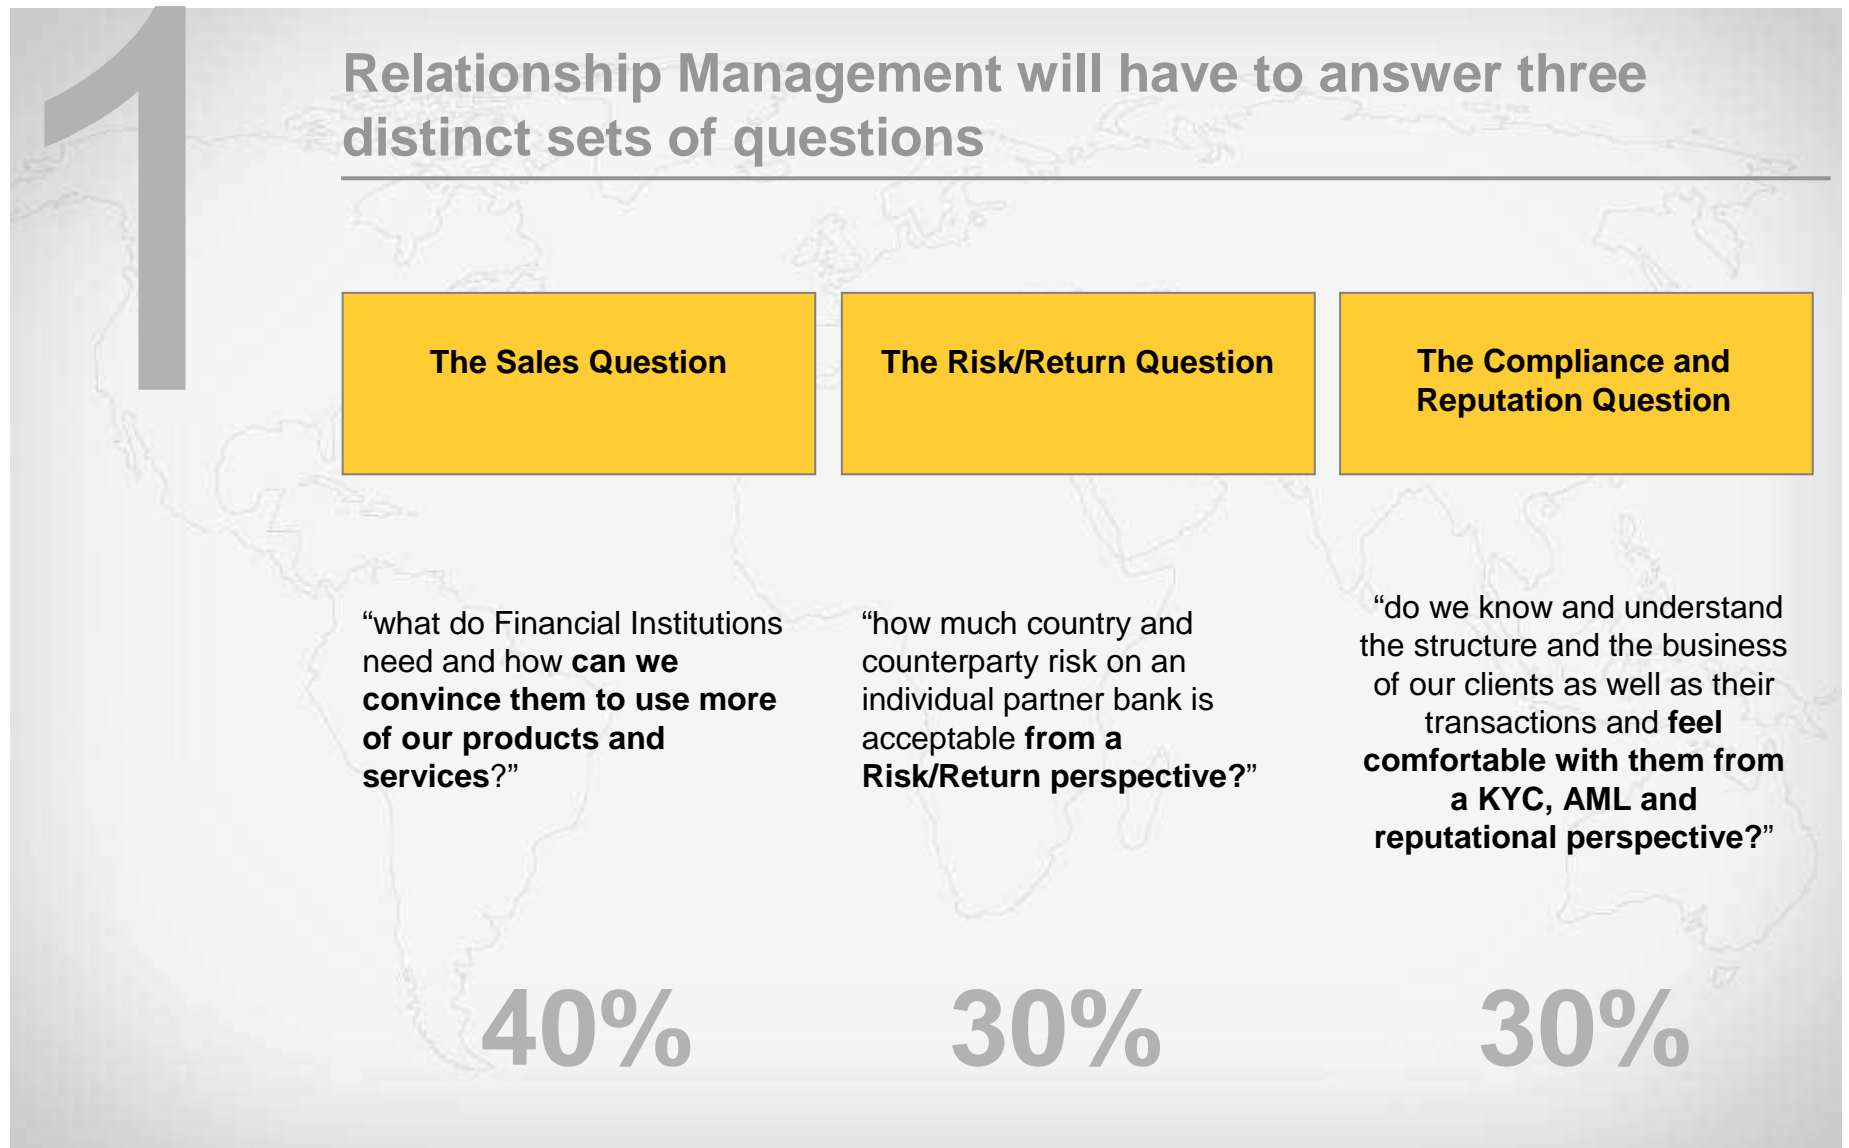 1
Relationship Management will have to answer three
distinct sets of questions
The Sales Question
The Risk/Return Question
The Compliance and
Reputation Question
“what do Financial Institutions
need and how can we
convince them to use more
of our products and
services?”
“how much country and
counterparty risk on an
individual partner bank is
acceptable from a
Risk/Return perspective?”
“do we know and understand
the structure and the business
of our clients as well as their
transactions and feel
comfortable with them from
a KYC, AML and
reputational perspective?”
40%
30%
30%